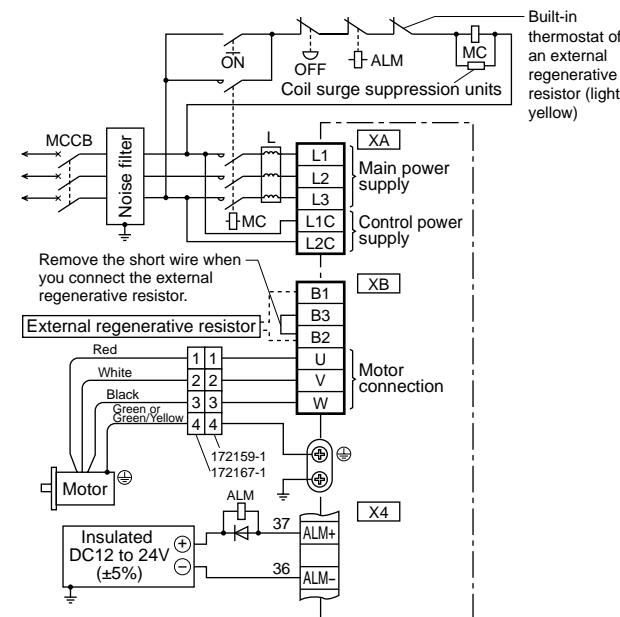 Built-in
thermostat of
an external
regenerative
resistor (light
yellow)
ON
OFF
ALM
MC
Coil surge suppression units
MCCB
Noise filter
L
MC
XA
L1
L2
L3
L1C
L2C
Main power
supply
Control power
supply
Remove the short wire when
you connect the external
regenerative resistor.
XB
B1
B3
B2
U
V
W
External regenerative resistor
Motor
connection
Red
White
Black
Green or
Green/Yellow
1 1
2 2
3 3
4 4
172159-1
172167-1
Motor
ALM
X4
Insulated
DC12 to 24V
(±5%)
+
−
37
ALM+
36
ALM−